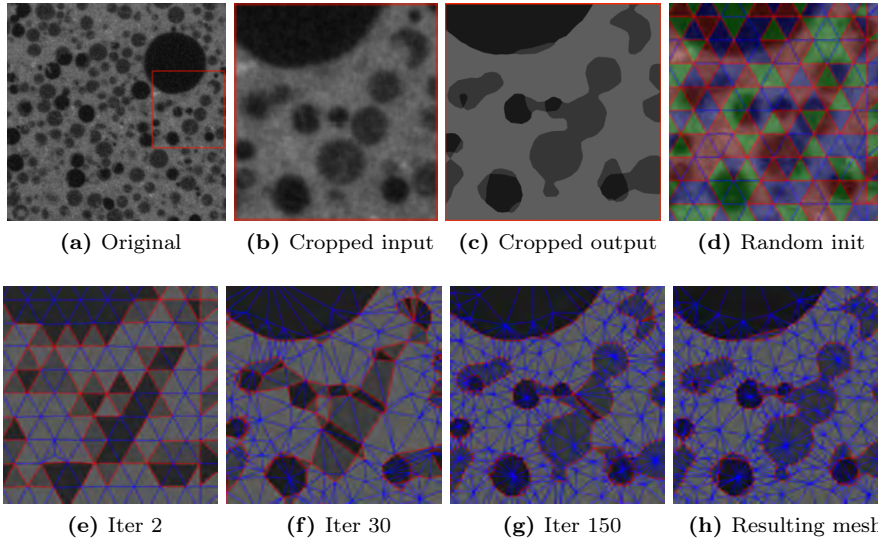 (a) Original
(b) Cropped input
(c) Cropped output
(d) Random init
(e) Iter 2
(f) Iter 30
(g) Iter 150
(h) Resulting mesh